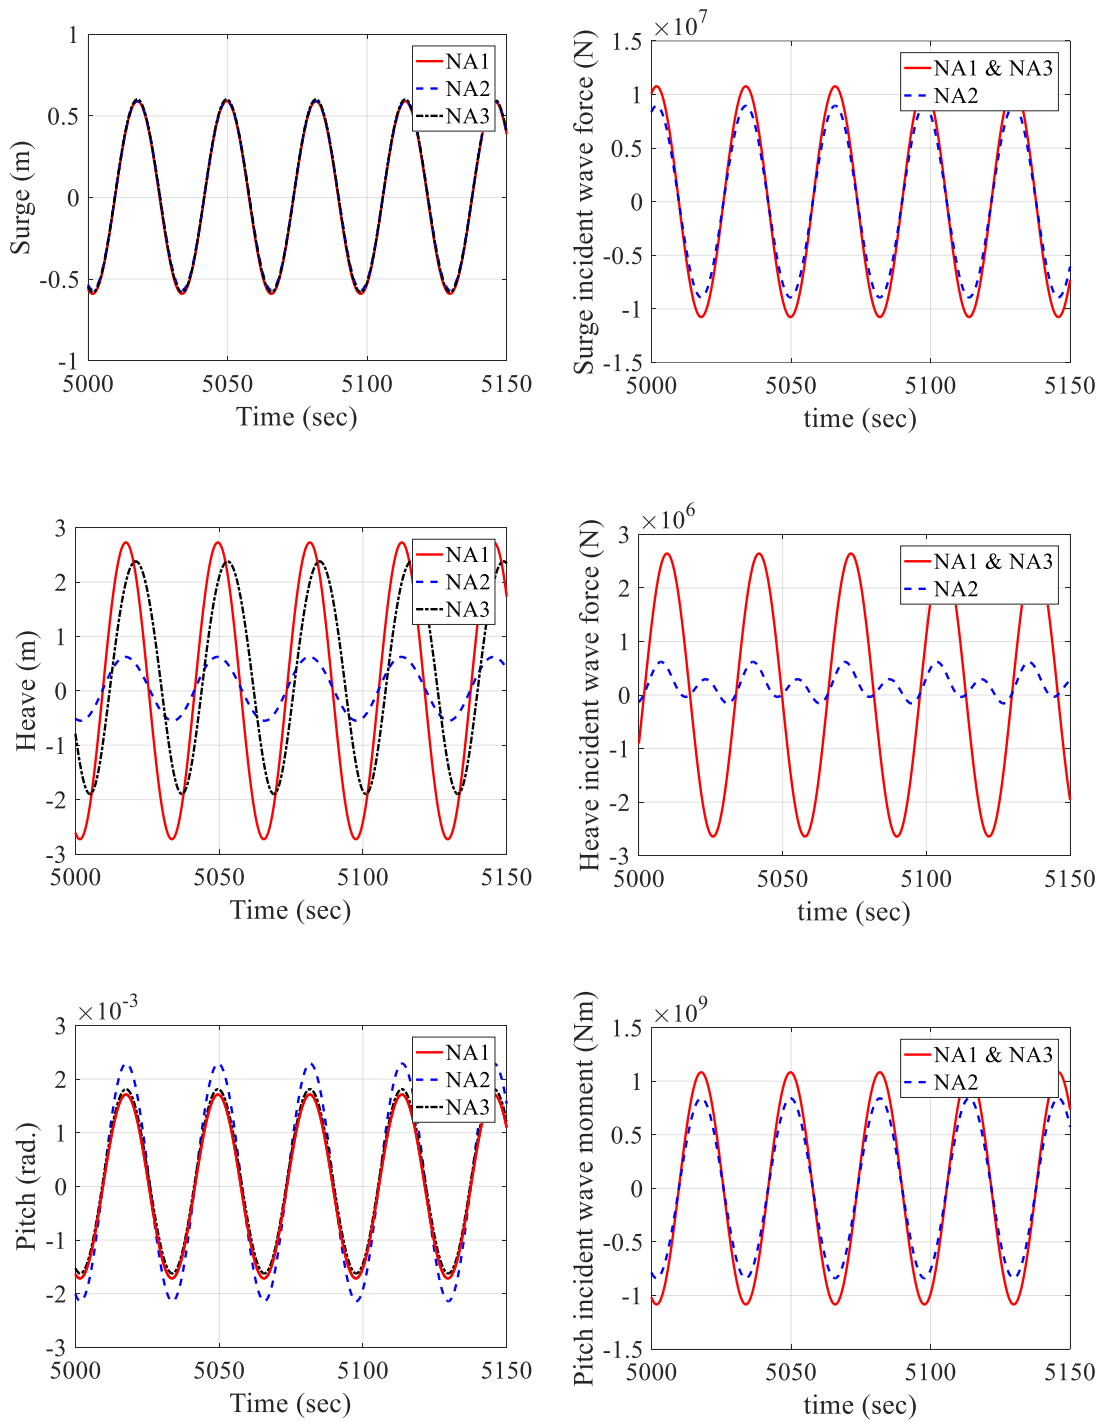 1
0.5
0
-0.5
-1
Surge (m)
5000 5050 5100 5150
Time (sec)
NA1
NA2
NA3
×10^7
1.5
1
0.5
0
-0.5
-1
-1.5
Surge incident wave force (N)
5000 5050 5100 5150
time (sec)
NA1 & NA3
NA2
3
2
1
0
-1
-2
-3
Heave (m)
5000 5050 5100 5150
Time (sec)
NA1
NA2
NA3
×10^6
3
2
1
0
-1
-2
-3
Heave incident wave force (N)
5000 5050 5100 5150
time (sec)
NA1 & NA3
NA2
×10^-3
3
2
1
0
-1
-2
-3
Pitch (rad.)
5000 5050 5100 5150
Time (sec)
NA1
NA2
NA3
×10^9
1.5
1
0.5
0
-0.5
-1
-1.5
Pitch incident wave moment (Nm)
5000 5050 5100 5150
time (sec)
NA1 & NA3
NA2